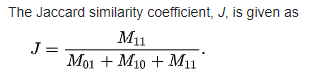 The Jaccard similarity coefficient, J, is given as
J = M₁₁ / (M₀₁ + M₁₀ + M₁₁).